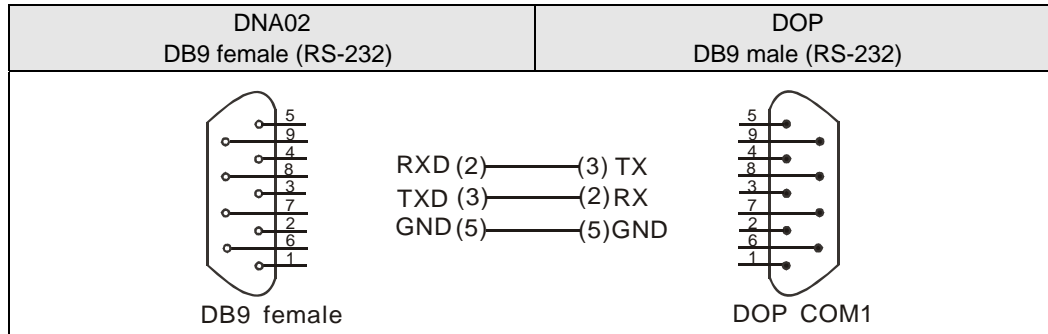 DNA02
DB9 female (RS-232)
DOP
DB9 male (RS-232)
5
9
4
8
3
7
2
6
1
RXD (2) (3) TX
TXD (3) (2) RX
GND (5) (5) GND
5
9
4
8
3
7
2
6
1
DB9 female
DOP COM1